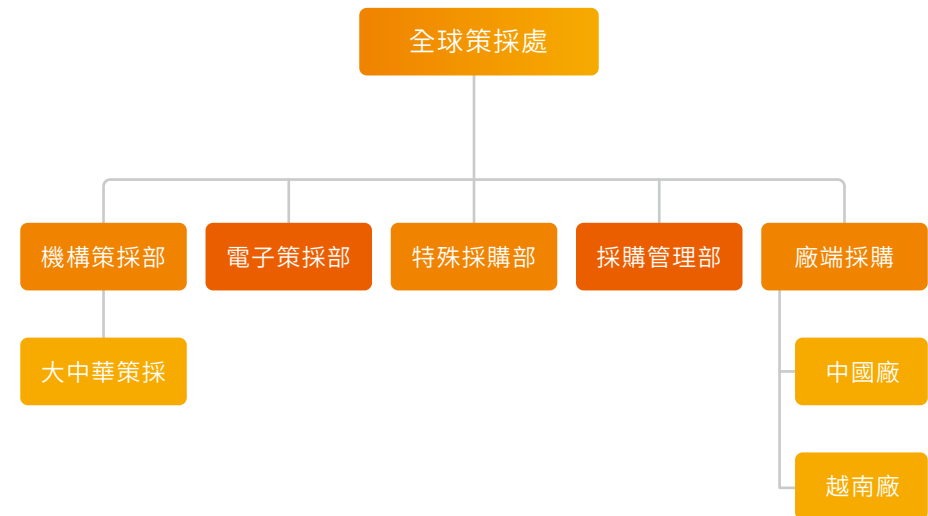 全球策採處
機構策採部
電子策採部
特殊採購部
採購管理部
廠端採購
大中華策採
中國廠
越南廠